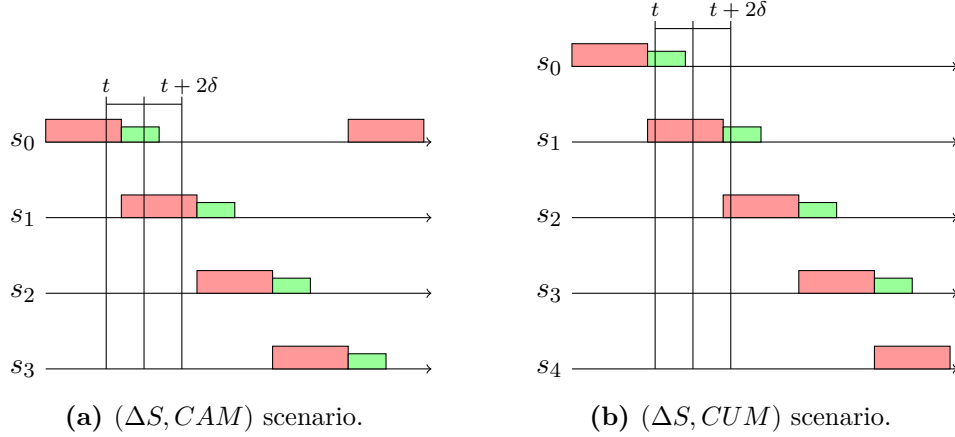 t t + 2δ
s0
s1
s2
s3
(a) (ΔS, CAM) scenario.
t t + 2δ
s0
s1
s2
s3
s4
(b) (ΔS, CUM) scenario.